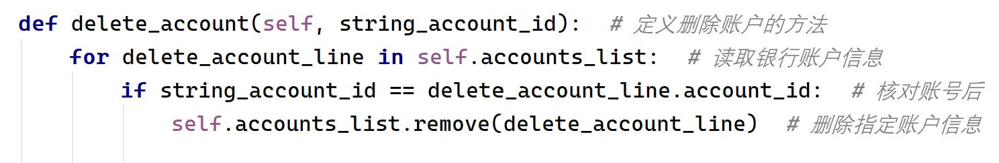 def delete_account(self, string_account_id):  # 定义删除账户的方法
    for delete_account_line in self.accounts_list:  # 读取银行账户信息
        if string_account_id == delete_account_line.account_id:  # 核对账号后
            self.accounts_list.remove(delete_account_line)  # 删除指定账户信息